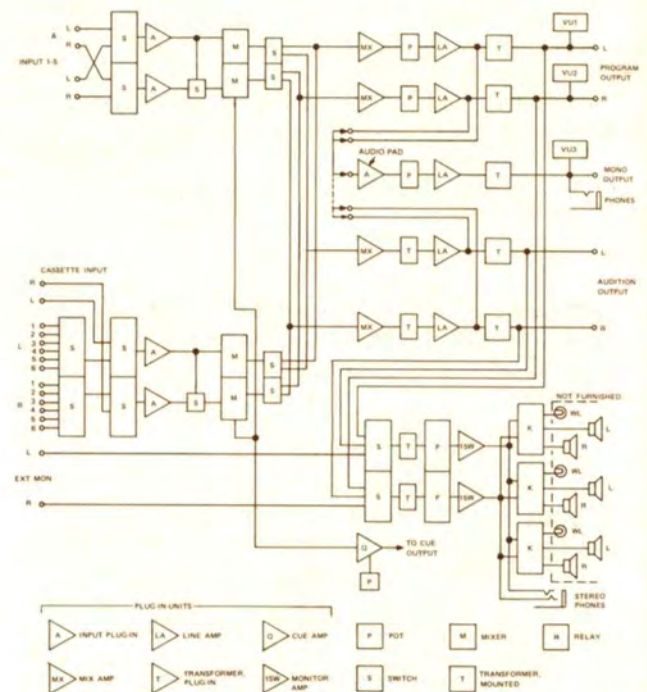 A L
R
INPUT 1-5
L
R
S
S
A
A
S
M
M
S
S
MX
P
LA
T
VU1
L
PROGRAM
OUTPUT
MX
P
LA
T
VU2
R
AUDIO PAD
A
P
LA
T
VU3
MONO
OUTPUT
PHONES
MX
T
LA
T
L
AUDITION
OUTPUT
MX
T
LA
T
R
CASSETTE INPUT
R
L
1
2
3
4
5
6
L
1
2
3
4
5
6
R
S
S
S
S
A
A
S
M
M
S
S
L
EXT MON
R
S
S
T
T
P
P
TSW
TSW
NOT FURNISHED
K
WL
L
R
K
WL
L
R
K
WL
L
R
STEREO
PHONES
Q
TO CUE
OUTPUT
P
PLUG-IN UNITS
A INPUT PLUG-IN
LA LINE AMP
Q CUE AMP
P POT
M MIXER
R RELAY
MX MIX AMP
T TRANSFORMER,
PLUG-IN
TSW MONITOR
AMP
S SWITCH
T TRANSFORMER,
MOUNTED